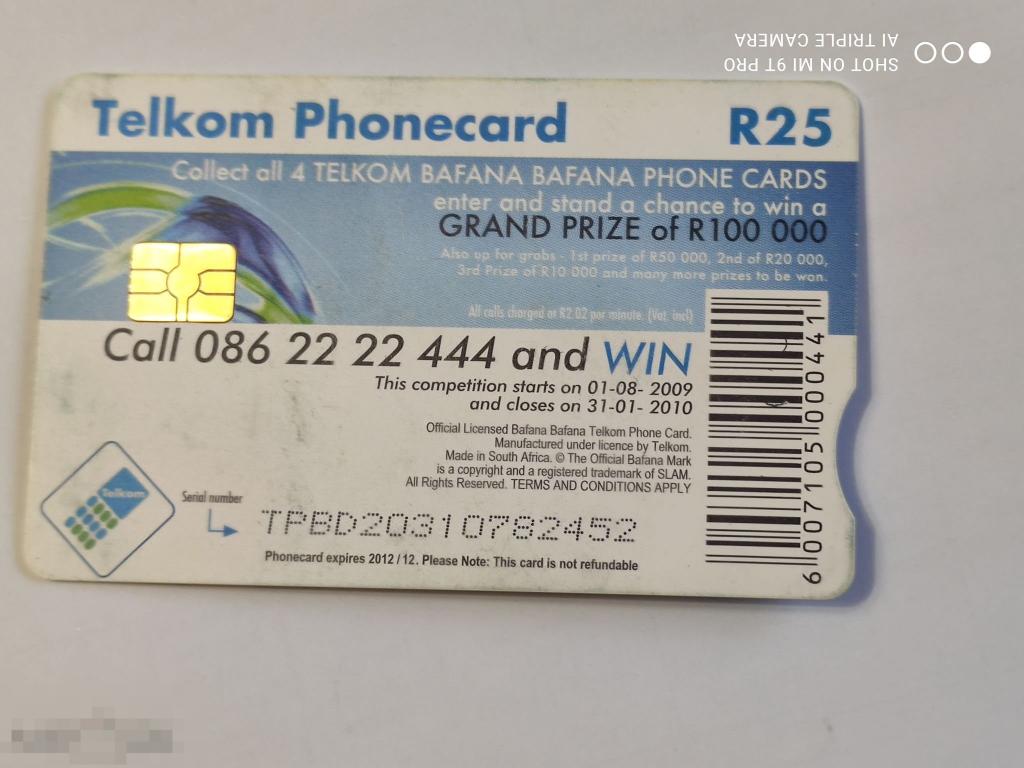 SHOT ON MI 9T PRO
AI TRIPLE CAMERA
Telkom Phonecard R25
Collect all 4 TELKOM BAFANA BAFANA PHONE CARDS
enter and stand a chance to win a
GRAND PRIZE of R100 000
Also up for grabs - 1st prize of R50 000, 2nd of R20 000,
3rd Prize of R10 000 and many more prizes to be won.
All calls charged at R2.02 per minute. (Vat. incl)
Call 086 22 22 444 and WIN
This competition starts on 01-08- 2009
and closes on 31-01- 2010
Official Licensed Bafana Bafana Telkom Phone Card.
Manufactured under licence by Telkom.
Made in South Africa. © The Official Bafana Mark
is a copyright and a registered trademark of SLAM.
All Rights Reserved. TERMS AND CONDITIONS APPLY
Telkom
Serial number
TPBD20310782452
Phonecard expires 2012/12. Please Note: This card is not refundable
6 007105 000441